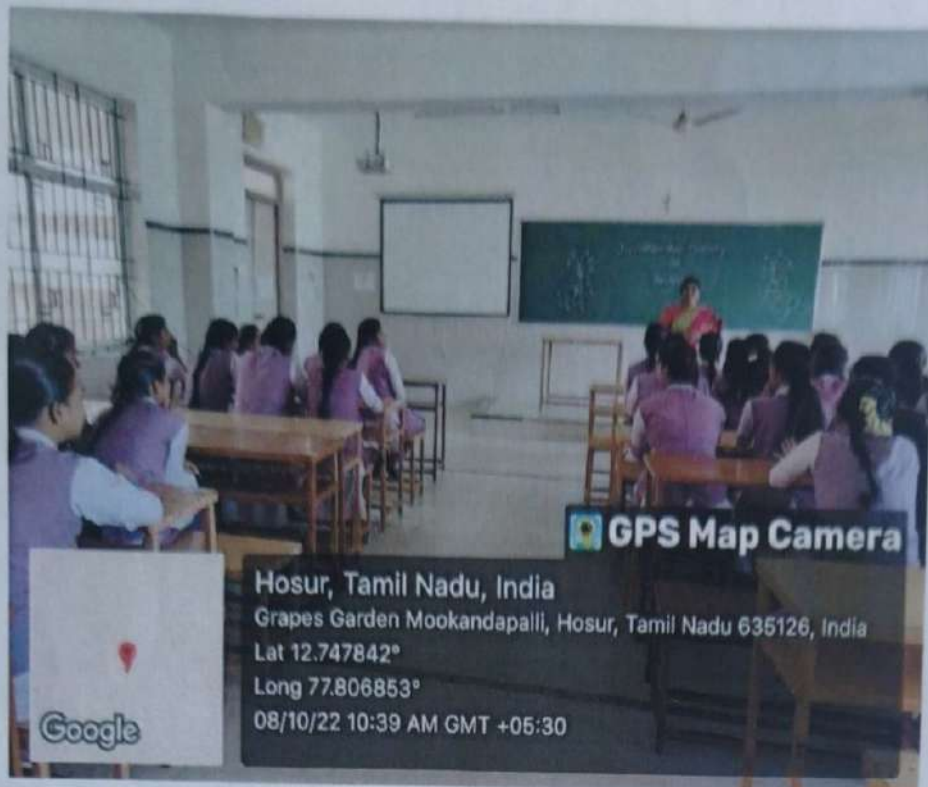 GPS Map Camera
Hosur, Tamil Nadu, India
Grapes Garden Mookandapalli, Hosur, Tamil Nadu 635126, India
Lat 12.747842°
Long 77.806853°
08/10/22 10:39 AM GMT +05:30
Google